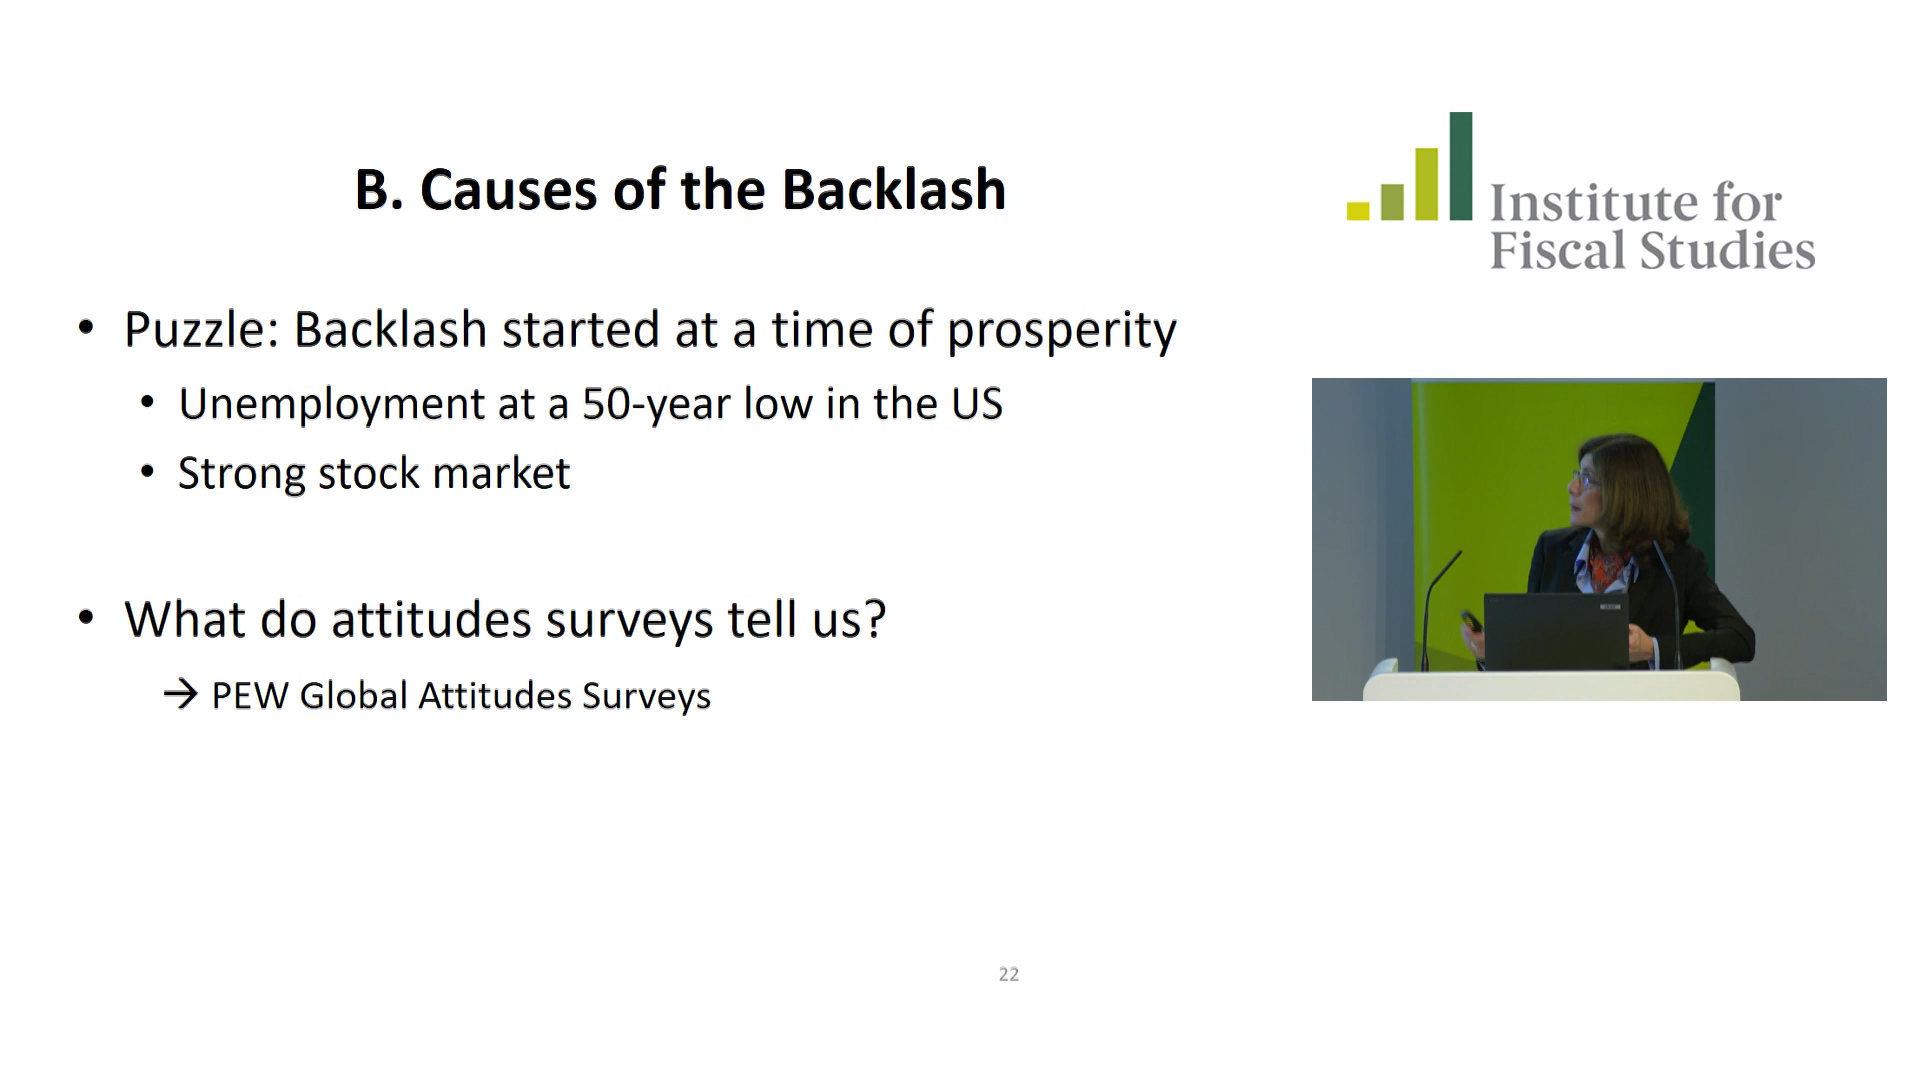 B. Causes of the Backlash
Institute for
Fiscal Studies
• Puzzle: Backlash started at a time of prosperity
• Unemployment at a 50-year low in the US
• Strong stock market
• What do attitudes surveys tell us?
→ PEW Global Attitudes Surveys
22